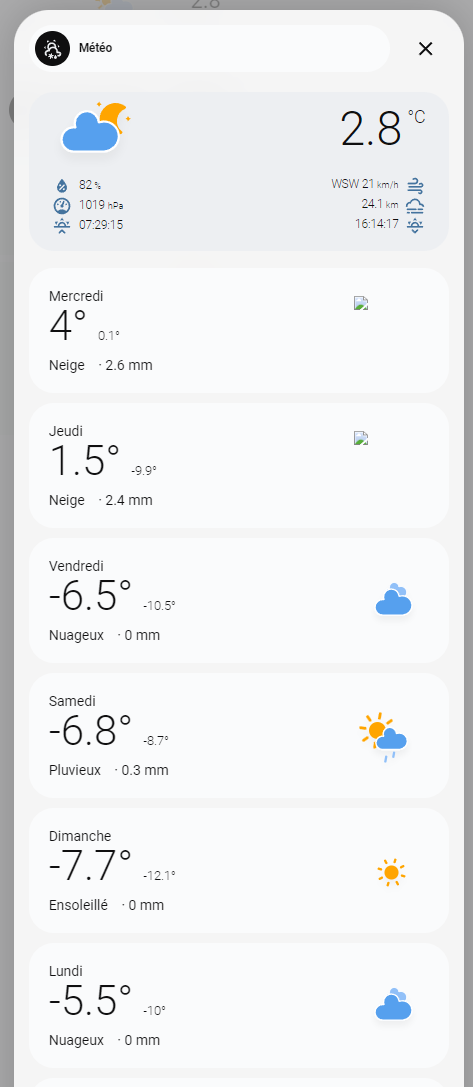 2.8
Météo
2.8 °C
82 % WSW 21 km/h
1019 hPa 24.1 km
07:29:15 16:14:17
Mercredi
4° 0.1°
Neige · 2.6 mm
Jeudi
1.5° -9.9°
Neige · 2.4 mm
Vendredi
-6.5° -10.5°
Nuageux · 0 mm
Samedi
-6.8° -8.7°
Pluvieux · 0.3 mm
Dimanche
-7.7° -12.1°
Ensoleillé · 0 mm
Lundi
-5.5° -10°
Nuageux · 0 mm